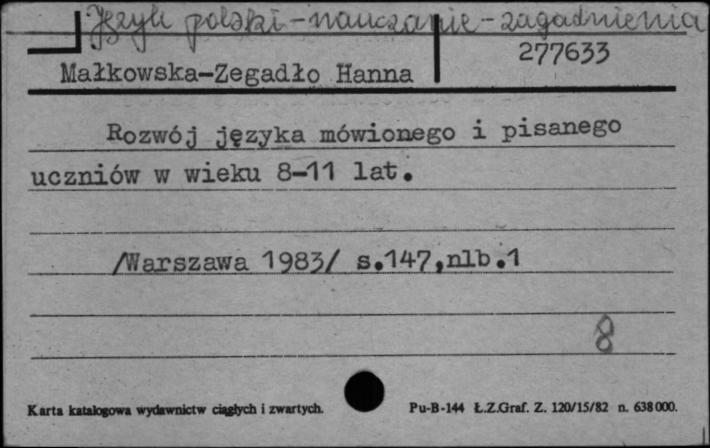 Język polski - nauczanie - zagadnienia
277633
Małkowska-Zegadło Hanna
Rozwój języka mówionego i pisanego
uczniów w wieku 8-11 lat.
/Warszawa 1983/ s.147,nlb.1
8
Karta katalogowa wydawnictw ciągłych i zwartych. Pu-B-144 Ł.Z.Graf. Z. 120/15/82 n. 638000.